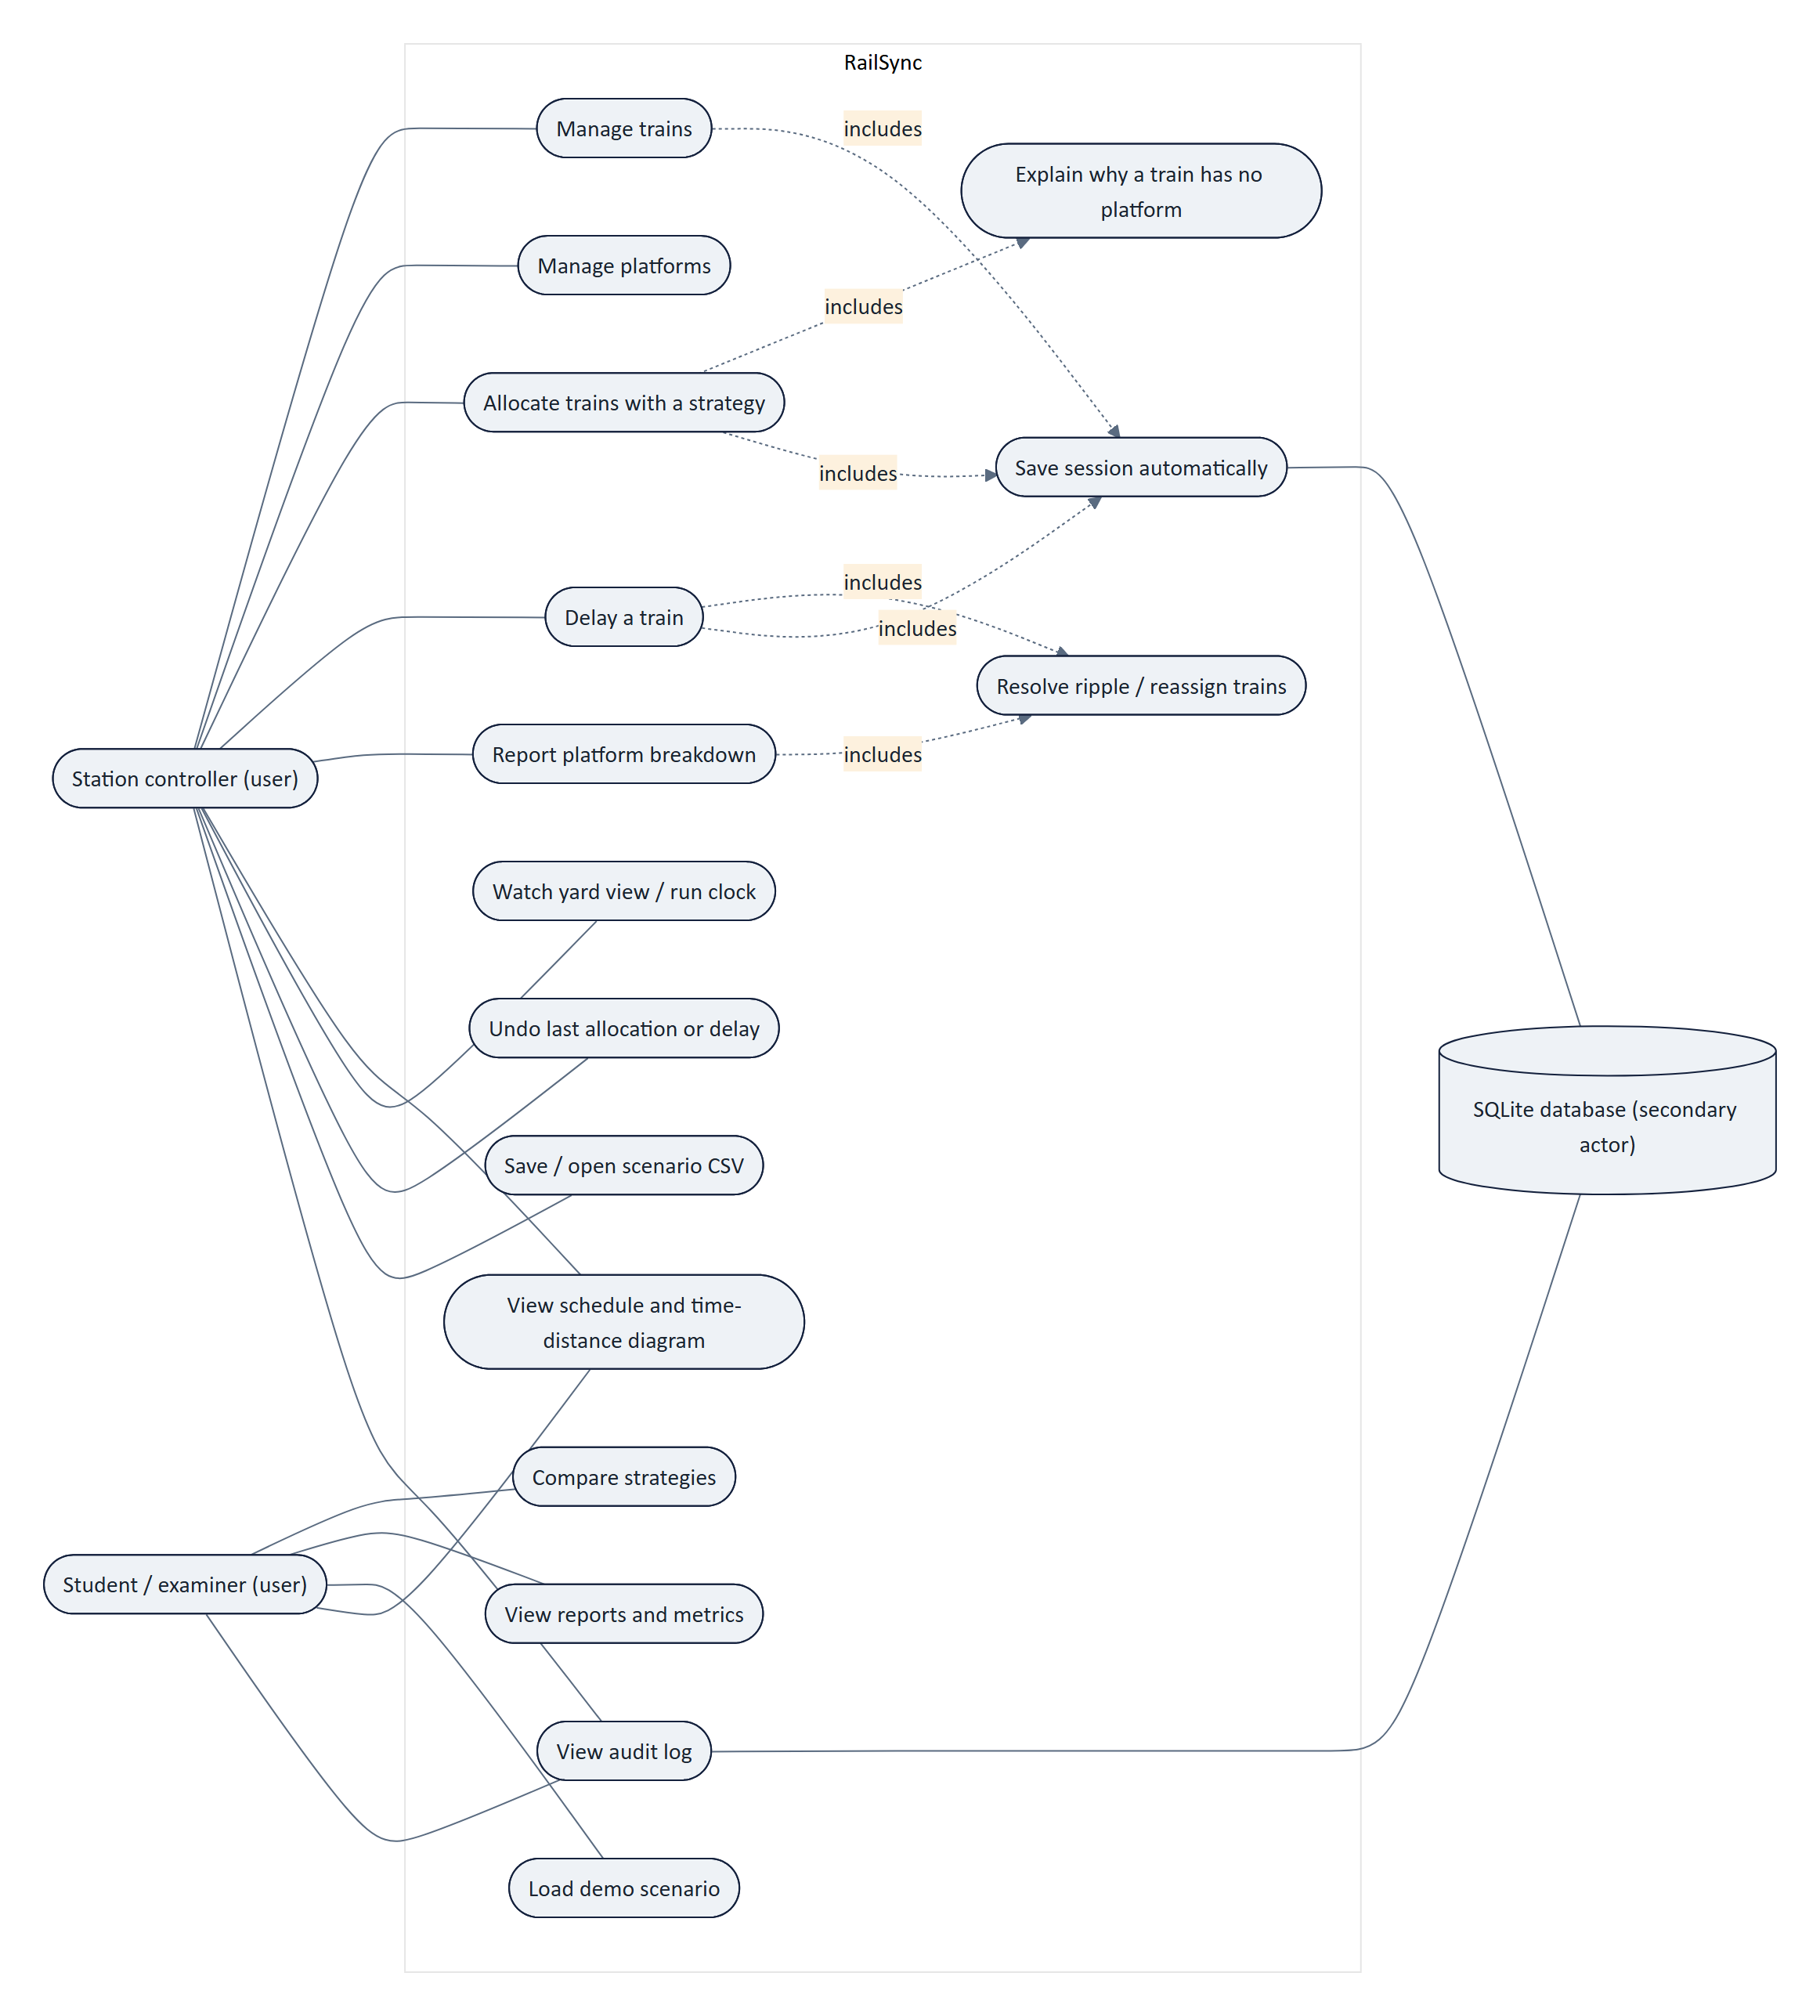 RailSync
Manage trains
includes
Explain why a train has no
platform
Manage platforms
includes
Allocate trains with a strategy
includes
Save session automatically
includes
Delay a train
includes
Resolve ripple / reassign trains
Report platform breakdown
includes
Station controller (user)
Watch yard view / run clock
Undo last allocation or delay
SQLite database (secondary
actor)
Save / open scenario CSV
View schedule and time-
distance diagram
Compare strategies
Student / examiner (user)
View reports and metrics
View audit log
Load demo scenario